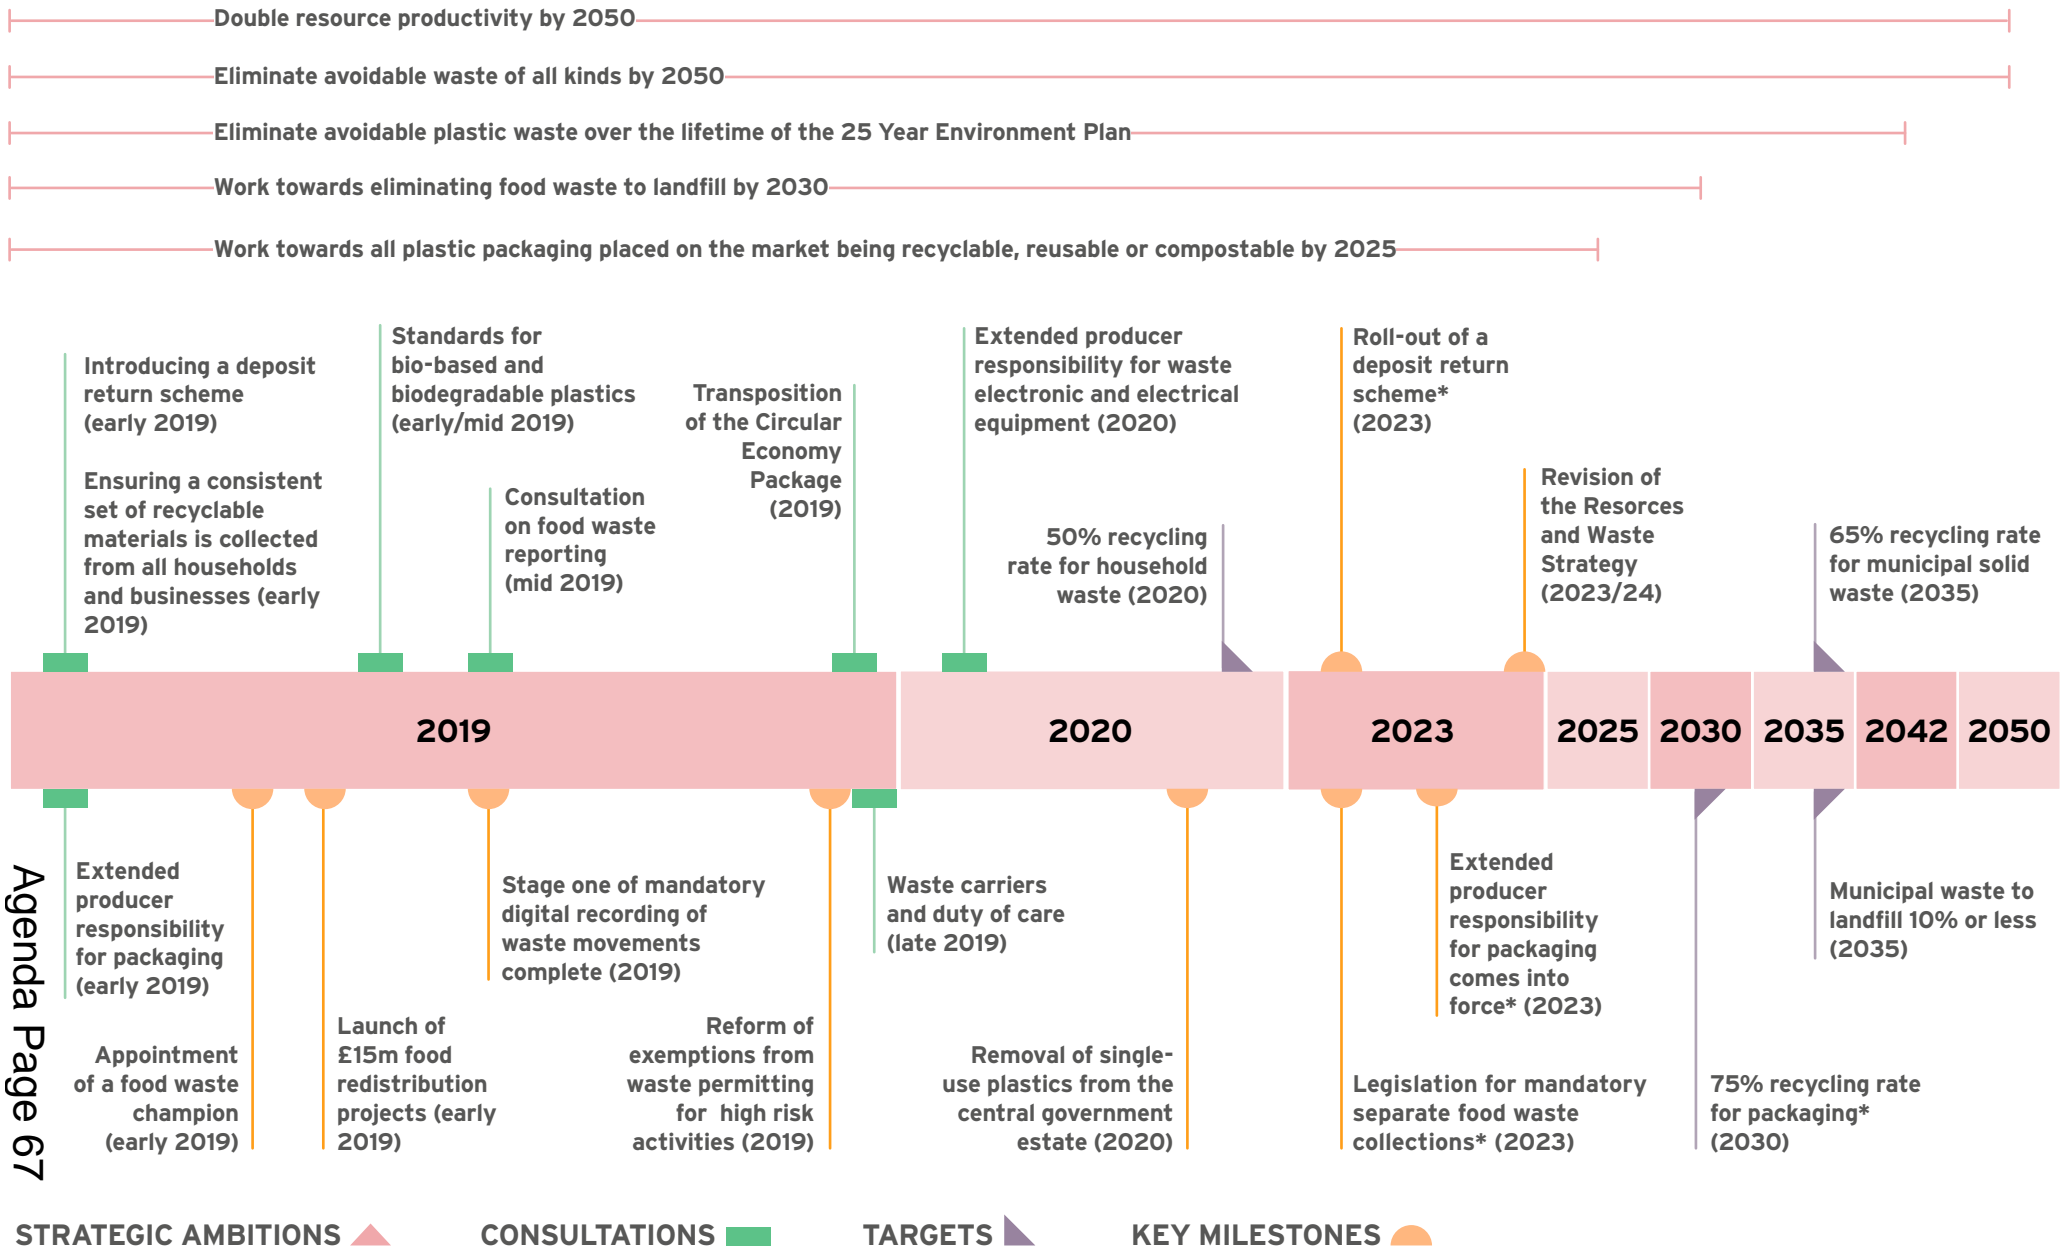 Double resource productivity by 2050
Eliminate avoidable waste of all kinds by 2050
Eliminate avoidable plastic waste over the lifetime of the 25 Year Environment Plan
Work towards eliminating food waste to landfill by 2030
Work towards all plastic packaging placed on the market being recyclable, reusable or compostable by 2025
Introducing a deposit
return scheme
(early 2019)
Ensuring a consistent
set of recyclable
materials is collected
from all households
and businesses (early
2019)
Standards for
bio-based and
biodegradable plastics
(early/mid 2019)
Consultation
on food waste
reporting
(mid 2019)
Transposition
of the Circular
Economy
Package
(2019)
Extended producer
responsibility for waste
electronic and electrical
equipment (2020)
50% recycling
rate for household
waste (2020)
Roll-out of a
deposit return
scheme*
(2023)
Revision of
the Resorces
and Waste
Strategy
(2023/24)
65% recycling rate
for municipal solid
waste (2035)
2019
2020
2023
2025
2030
2035
2042
2050
Extended
producer
responsibility
for packaging
(early 2019)
Appointment
of a food waste
champion
(early 2019)
Launch of
£15m food
redistribution
projects (early
2019)
Stage one of mandatory
digital recording of
waste movements
complete (2019)
Reform of
exemptions from
waste permitting
for high risk
activities (2019)
Waste carriers
and duty of care
(late 2019)
Removal of single-
use plastics from the
central government
estate (2020)
Extended
producer
responsibility
for packaging
comes into
force* (2023)
Legislation for mandatory
separate food waste
collections* (2023)
75% recycling rate
for packaging*
(2030)
Municipal waste to
landfill 10% or less
(2035)
Agenda Page 67
STRATEGIC AMBITIONS
CONSULTATIONS
TARGETS
KEY MILESTONES